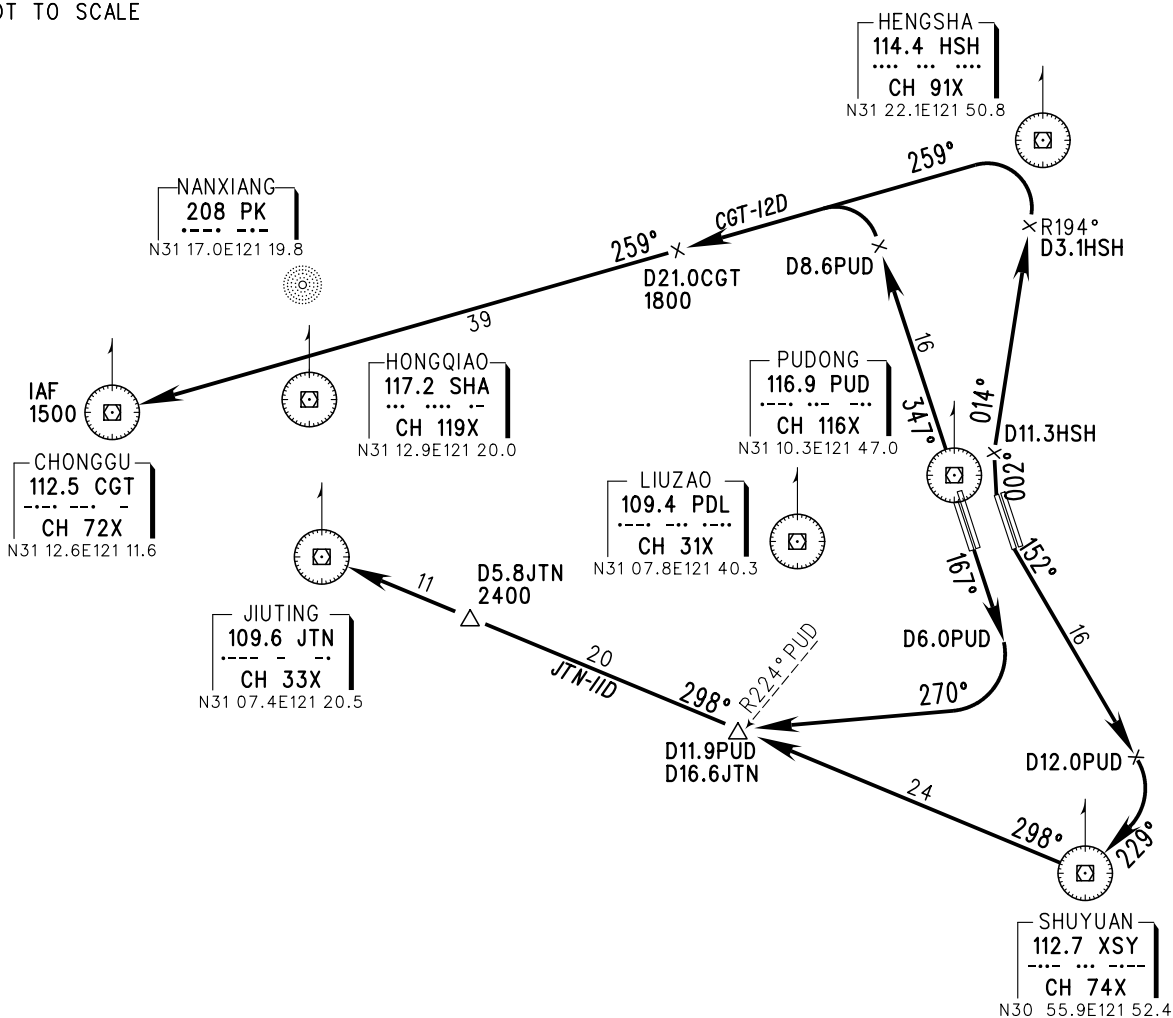 OT TO SCALE
HENGSHA
114.4 HSH
•••• ••• ••••
CH 91X
N31 22.1E121 50.8
NANXIANG
208 PK
•--• -•-
N31 17.0E121 19.8
259°
CGT-12D
259°
R194°
D3.1HSH
D8.6PUD
D21.0CGT
1800
39
16
HONGQIAO
117.2 SHA
••• •••• •-
CH 119X
N31 12.9E121 20.0
PUDONG
116.9 PUD
•--• ••- -••
CH 116X
N31 10.3E121 47.0
IAF
1500
347°
014°
D11.3HSH
002°
CHONGGU
112.5 CGT
-•-• --• -
CH 72X
N31 12.6E121 11.6
LIUZAO
109.4 PDL
•--• -•• •-••
CH 31X
N31 07.8E121 40.3
167°
152°
11
D5.8JTN
2400
JIUTING
109.6 JTN
•--- - -•
CH 33X
N31 07.4E121 20.5
D6.0PUD
16
20
JTN-11D
298°
R224° PUD
270°
D11.9PUD
D16.6JTN
D12.0PUD
24
298°
229°
SHUYUAN
112.7 XSY
-••- ••• -•--
CH 74X
N30 55.9E121 52.4